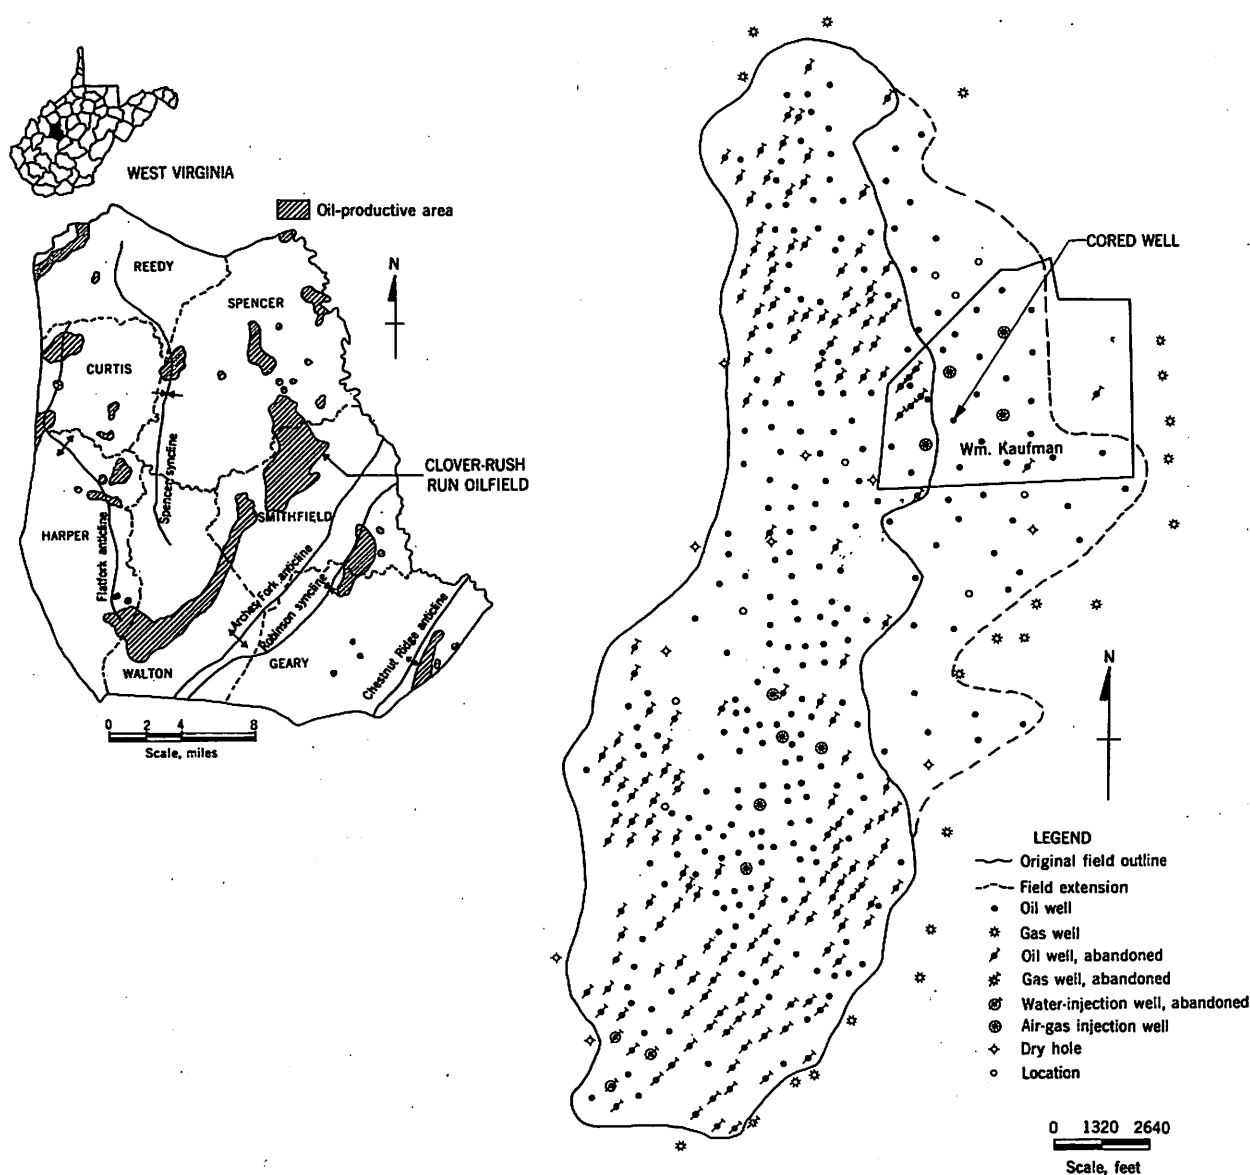 WEST VIRGINIA
Oil-productive area
REEDY
N
SPENCER
CURTIS
Spencer syncline
CLOVER-RUSH
RUN OILFIELD
SMITHFIELD
HARPER
Flatfork anticline
Arches Fork anticline
Robinson syncline
Chestnut Ridge anticline
WALTON
GEARY
0 2 4 8
Scale, miles
CORED WELL
Wm. Kaufman
N
LEGEND
Original field outline
Field extension
Oil well
Gas well
Oil well, abandoned
Gas well, abandoned
Water-injection well, abandoned
Air-gas injection well
Dry hole
Location
0 1320 2640
Scale, feet